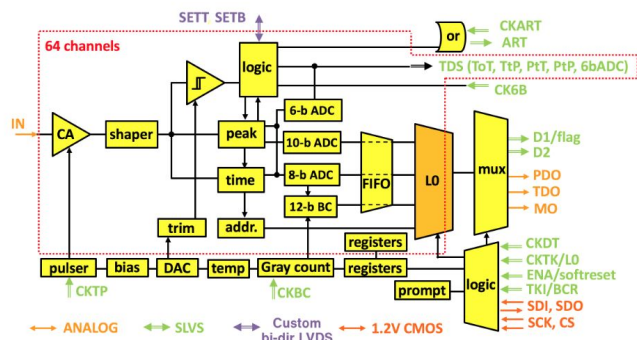 SETT SETB
64 channels
or
CKART
ART
logic
TDS (ToT, TtP, PtT, PtP, 6bADC)
CK6B
IN
CA
shaper
6-b ADC
peak
10-b ADC
time
8-b ADC
FIFO
L0
mux
D1/flag
D2
PDO
TDO
MO
12-b BC
trim
addr.
registers
pulser
bias
DAC
temp
Gray count
registers
logic
CKDT
CKTK/L0
ENA/softreset
TKI/BCR
CKTP
CKBC
prompt
SDI, SDO
SCK, CS
ANALOG
SLVS
Custom
bi-dir LVDS
1.2V CMOS